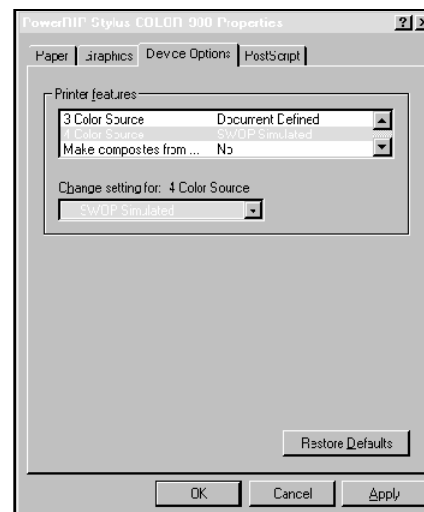 PowerRIP Stylus COLOR 900 Properties
Paper Graphics Device Options PostScript
Printer features
3 Color Source Document Defined
4 Color Source SWOP Simulated
Make compostes from ... No
Change setting for: 4 Color Source
SWOP Simulated
Restore Defaults
OK Cancel Apply